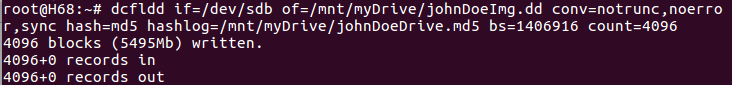 root@H68:~# dcfldd if=/dev/sdb of=/mnt/myDrive/johnDoeImg.dd conv=notrunc,noerro
r,sync hash=md5 hashlog=/mnt/myDrive/johnDoeDrive.md5 bs=1406916 count=4096
4096 blocks (5495Mb) written.
4096+0 records in
4096+0 records out